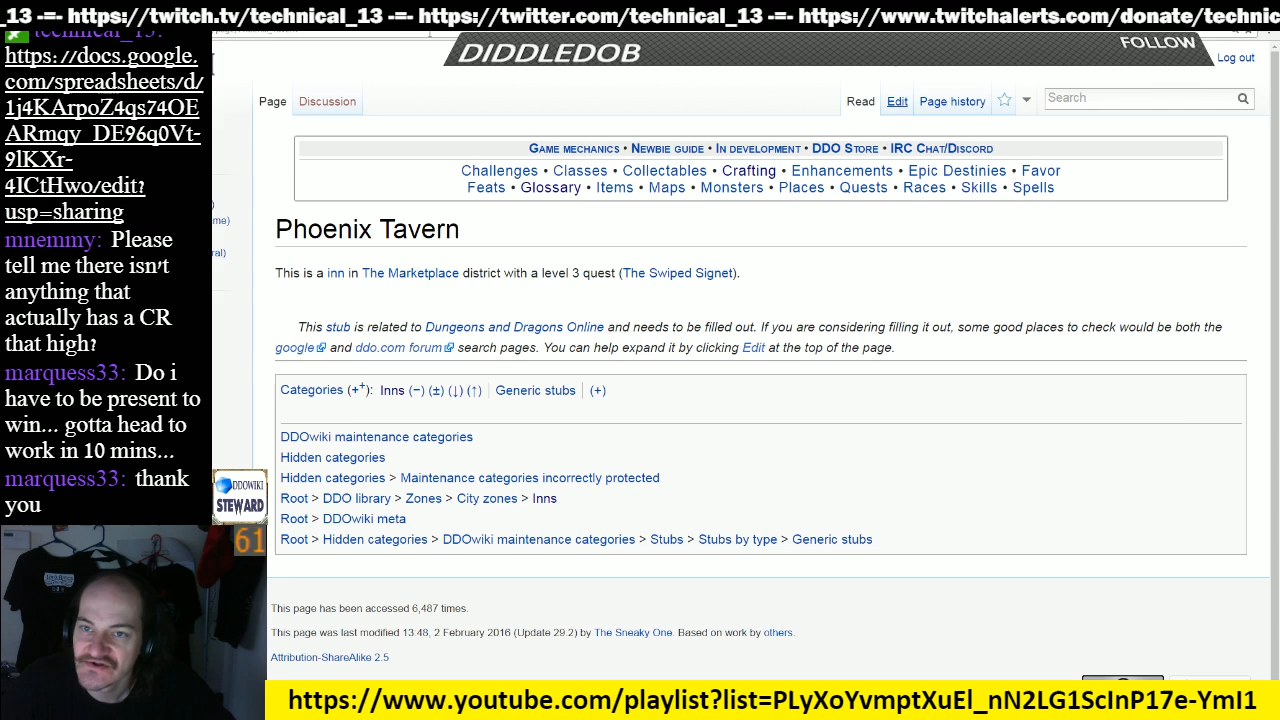 _13 -=- https://twitch.tv/technical_13 -=- https://twitter.com/technical_13 -=- https://www.twitchalerts.com/donate/technic
technical_13:
https://docs.google.
com/spreadsheets/d/
1j4KArpoZ4qs74OE
ARmqy_DE96q0Vt-
9lKXr-
4ICtHwo/edit?
usp=sharing
mnemmy: Please
tell me there isn't
anything that
actually has a CR
that high?
marquess33: Do i
have to be present to
win... gotta head to
work in 10 mins...
marquess33: thank
you
DDOWIKI
STEWARD
61
DIDDLEDOB
FOLLOW
Log out
Page Discussion Read Edit Page history Search
Game mechanics • Newbie guide • In development • DDO Store • IRC Chat/Discord
Challenges • Classes • Collectables • Crafting • Enhancements • Epic Destinies • Favor
Feats • Glossary • Items • Maps • Monsters • Places • Quests • Races • Skills • Spells
me)
ral)
Phoenix Tavern
This is a inn in The Marketplace district with a level 3 quest (The Swiped Signet).
This stub is related to Dungeons and Dragons Online and needs to be filled out. If you are considering filling it out, some good places to check would be both the
google and ddo.com forum search pages. You can help expand it by clicking Edit at the top of the page.
Categories (++): Inns (−) (±) (↓) (↑) | Generic stubs | (+)
DDOwiki maintenance categories
Hidden categories
Hidden categories > Maintenance categories incorrectly protected
Root > DDO library > Zones > City zones > Inns
Root > DDOwiki meta
Root > Hidden categories > DDOwiki maintenance categories > Stubs > Stubs by type > Generic stubs
This page has been accessed 6,487 times.
This page was last modified 13:48, 2 February 2016 (Update 29.2) by The Sneaky One. Based on work by others.
Attribution-ShareAlike 2.5
https://www.youtube.com/playlist?list=PLyXoYvmptXuEl_nN2LG1ScInP17e-YmI1